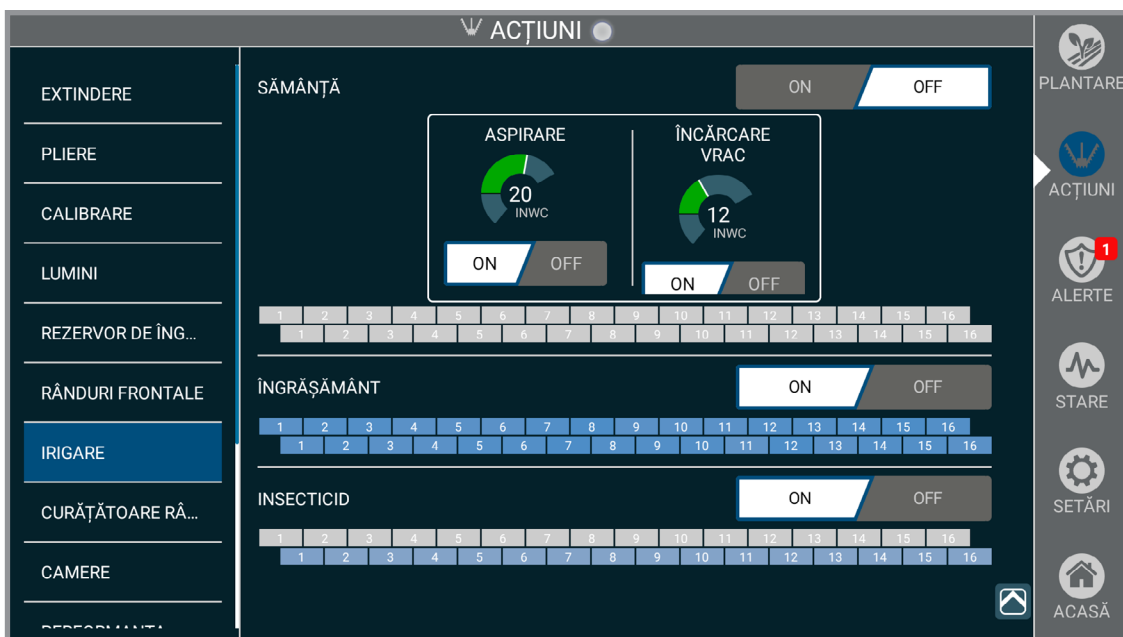 ACȚIUNI
EXTINDERE
PLIERE
CALIBRARE
LUMINI
REZERVOR DE ÎNG...
RÂNDURI FRONTALE
IRIGARE
CURĂȚĂTOARE RÂ...
CAMERE
SĂMÂNȚĂ
ON OFF
ASPIRARE
20
INWC
ON OFF
ÎNCĂRCARE
VRAC
12
INWC
ON OFF
1 2 3 4 5 6 7 8 9 10 11 12 13 14 15 16
1 2 3 4 5 6 7 8 9 10 11 12 13 14 15 16
ÎNGRĂȘĂMÂNT
ON OFF
1 2 3 4 5 6 7 8 9 10 11 12 13 14 15 16
1 2 3 4 5 6 7 8 9 10 11 12 13 14 15 16
INSECTICID
ON OFF
1 2 3 4 5 6 7 8 9 10 11 12 13 14 15 16
1 2 3 4 5 6 7 8 9 10 11 12 13 14 15 16
PLANTARE
ACȚIUNI
1
ALERTE
STARE
SETĂRI
ACASĂ